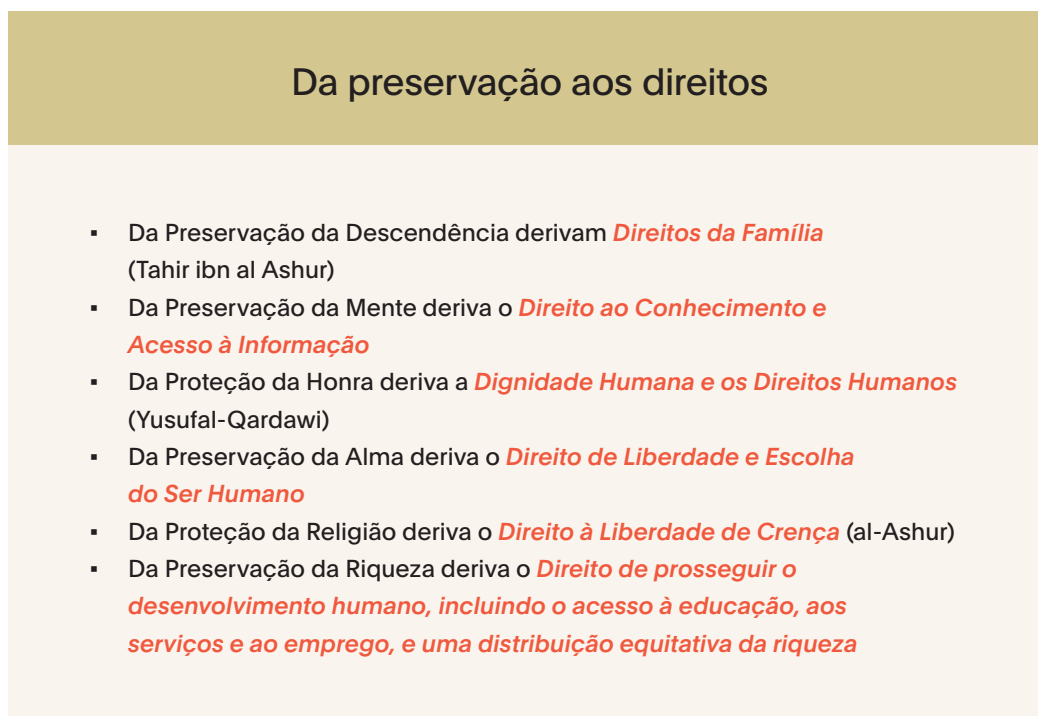 Da preservação aos direitos
▪ Da Preservação da Descendência derivam Direitos da Família
(Tahir ibn al Ashur)
▪ Da Preservação da Mente deriva o Direito ao Conhecimento e
Acesso à Informação
▪ Da Proteção da Honra deriva a Dignidade Humana e os Direitos Humanos
(Yusufal-Qardawi)
▪ Da Preservação da Alma deriva o Direito de Liberdade e Escolha
do Ser Humano
▪ Da Proteção da Religião deriva o Direito à Liberdade de Crença (al-Ashur)
▪ Da Preservação da Riqueza deriva o Direito de prosseguir o
desenvolvimento humano, incluindo o acesso à educação, aos
serviços e ao emprego, e uma distribuição equitativa da riqueza